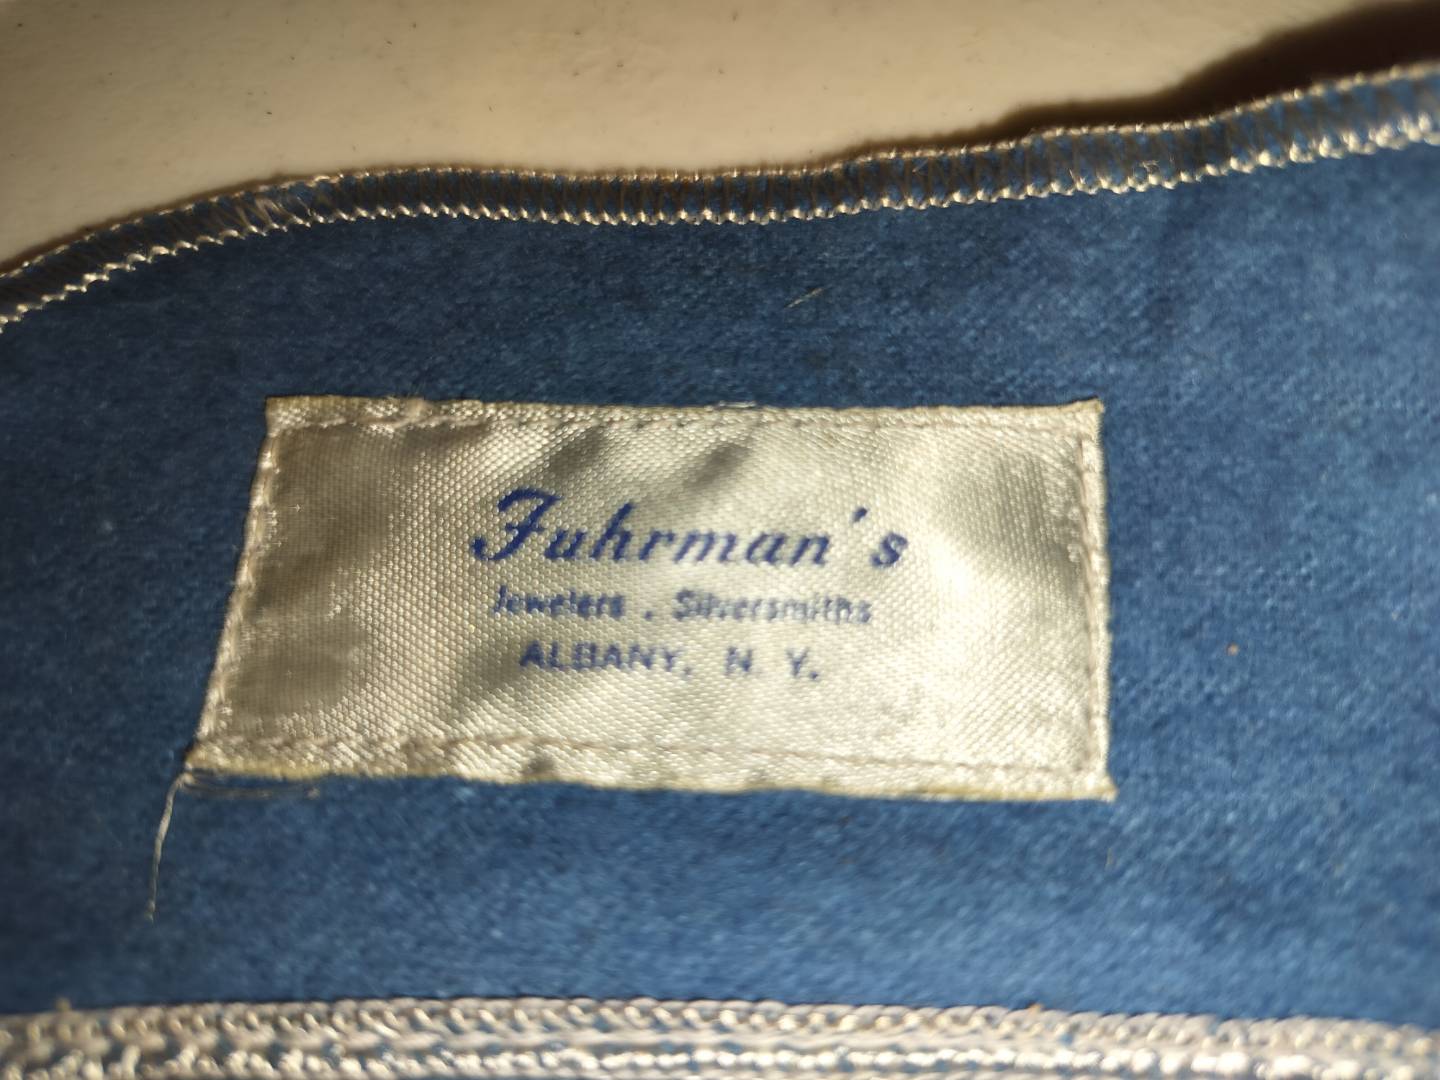 Fuhrman's
Jewelers . Silversmiths
ALBANY, N. Y.